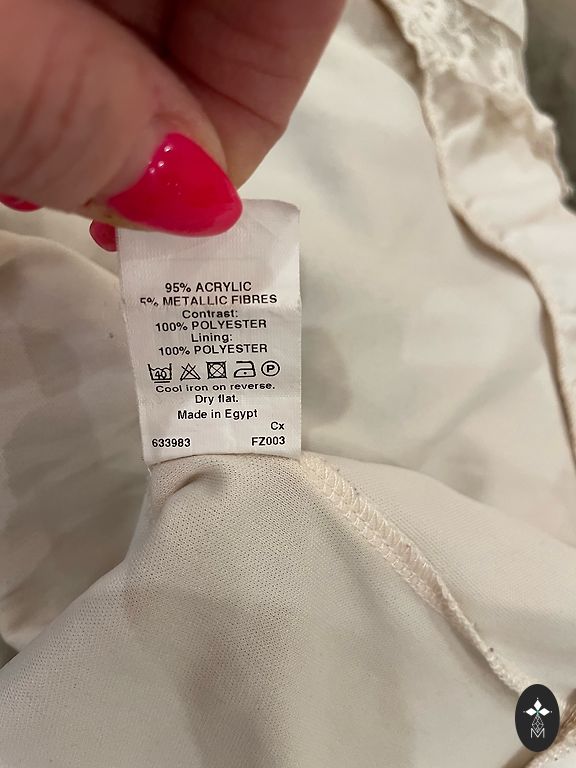 95% ACRYLIC
5% METALLIC FIBRES
Contrast:
100% POLYESTER
Lining:
100% POLYESTER
40 P
Cool iron on reverse.
Dry flat.
Made in Egypt
Cx
633983 FZ003
M